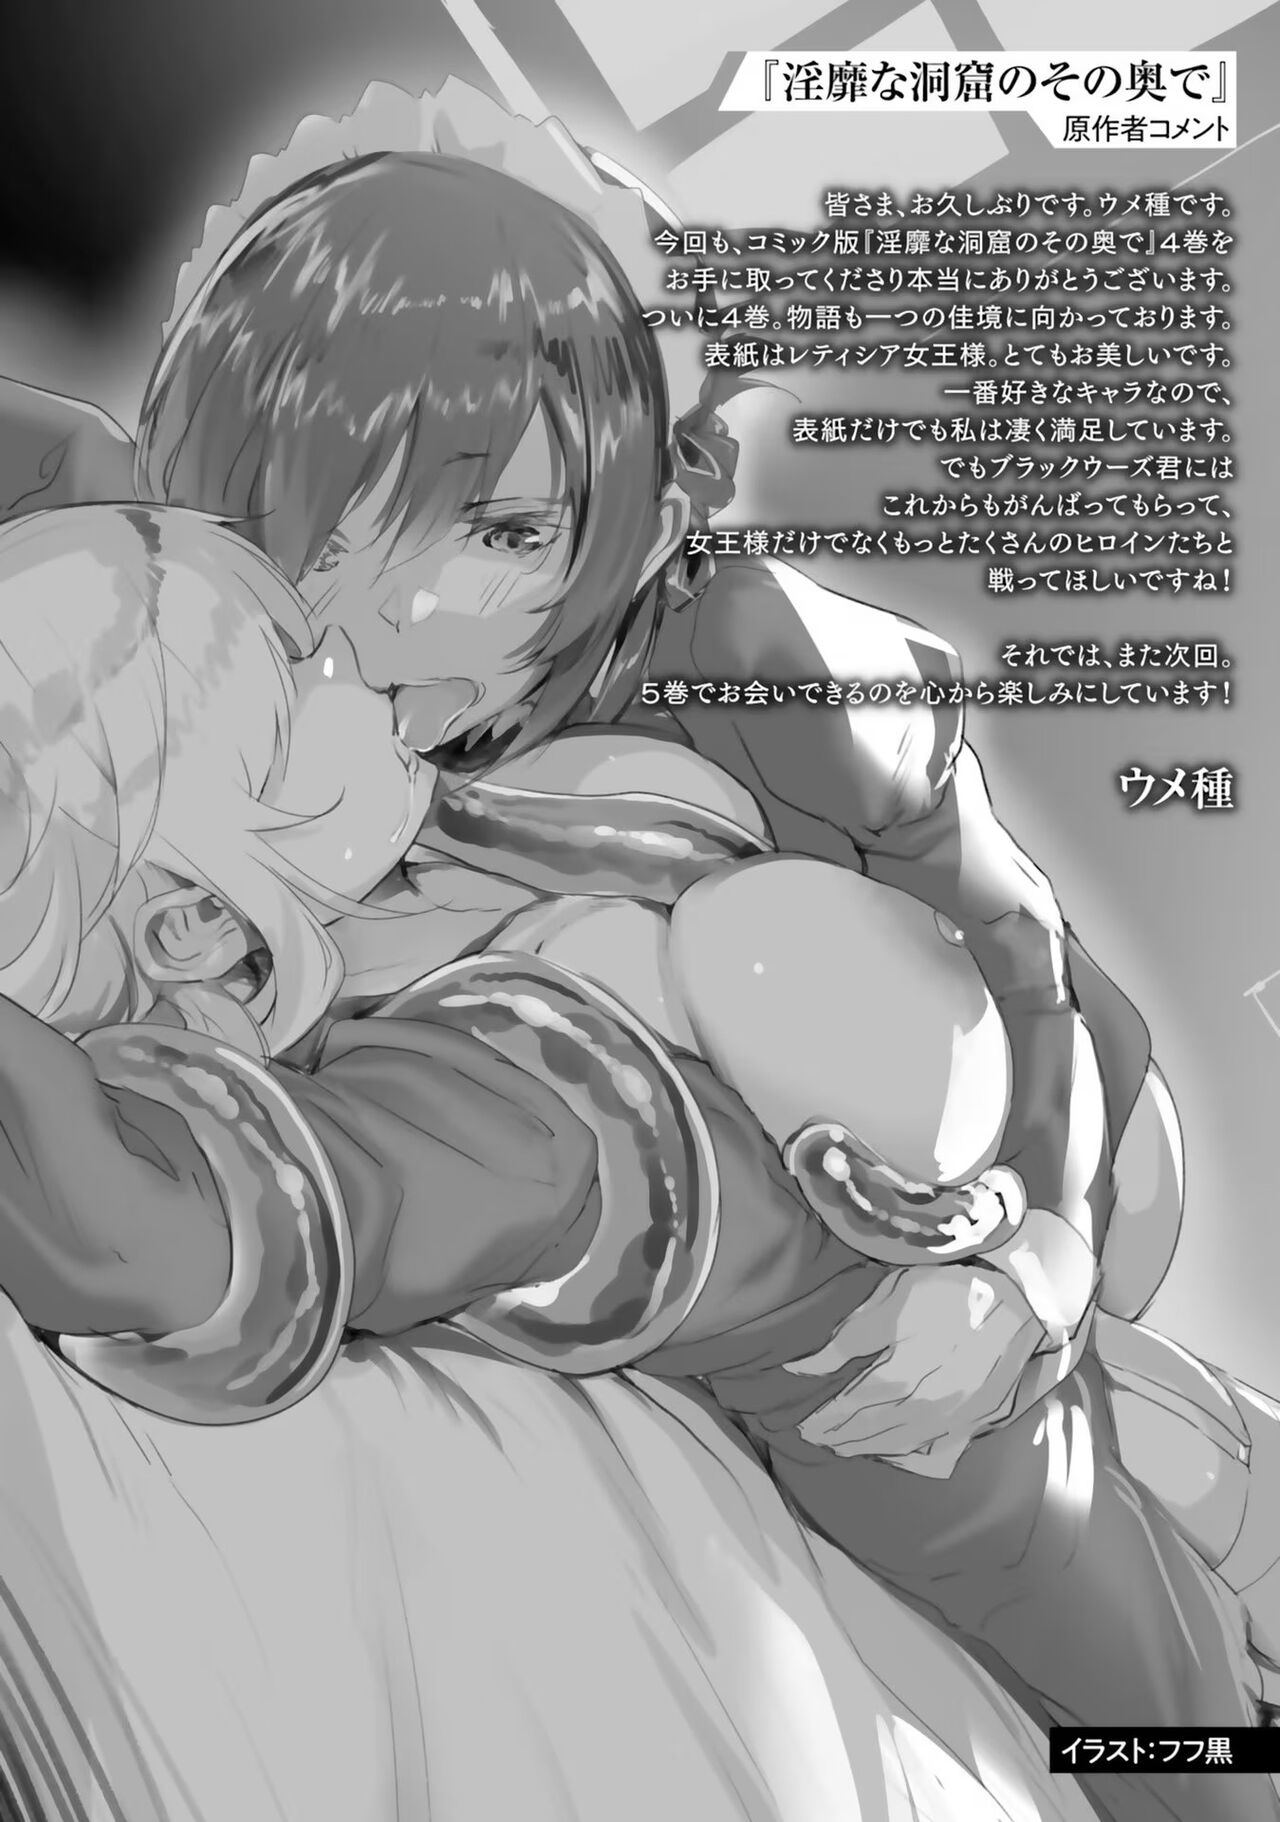 『淫靡な洞窟のその奥で』
原作者コメント
皆さま、お久しぶりです。ウメ種です。
今回も、コミック版『淫靡な洞窟のその奥で』4巻を
お手に取ってくださり本当にありがとうございます。
ついに4巻。物語も一つの佳境に向かっております。
表紙はレティシア女王様。とてもお美しいです。
一番好きなキャラなので、
表紙だけでも私は凄く満足しています。
でもブラックウーズ君には
これからもがんばってもらって、
女王様だけでなくもっとたくさんのヒロインたちと
戦ってほしいですね！
それでは、また次回。
5巻でお会いできるのを心から楽しみにしています！
ウメ種
イラスト：フフ黒